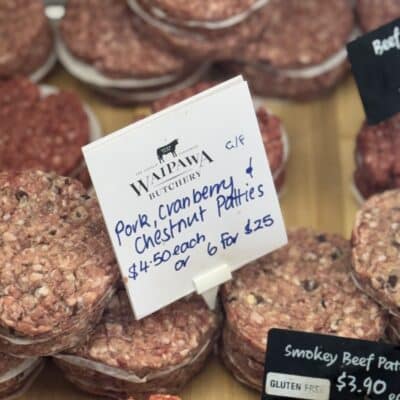 Beef
WAIPAWA
BUTCHERY
G/F
Pork, Cranberry &
Chestnut Patties
$4.50 each
or 6 For $25
Smokey Beef Pat
GLUTEN FREE
$3.90